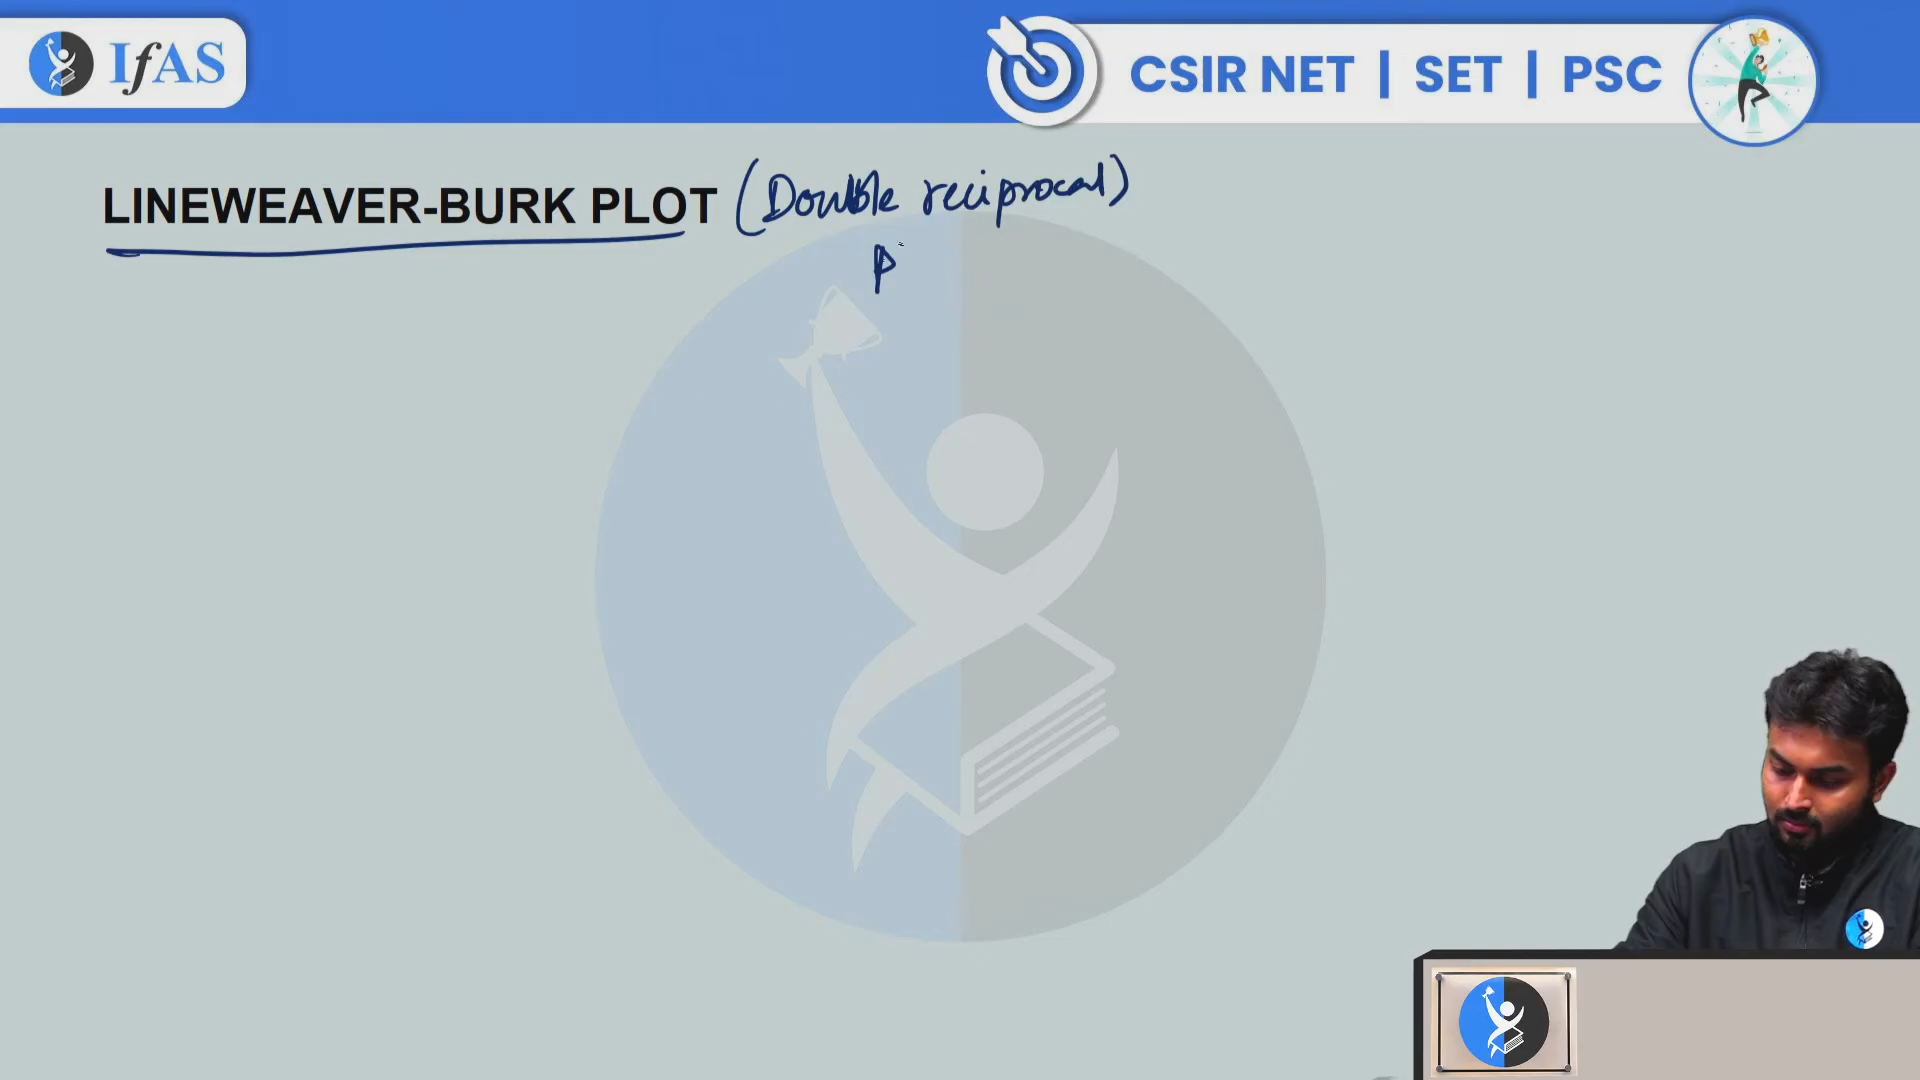 IfAS
CSIR NET | SET | PSC
LINEWEAVER-BURK PLOT (Double reciprocal)
P